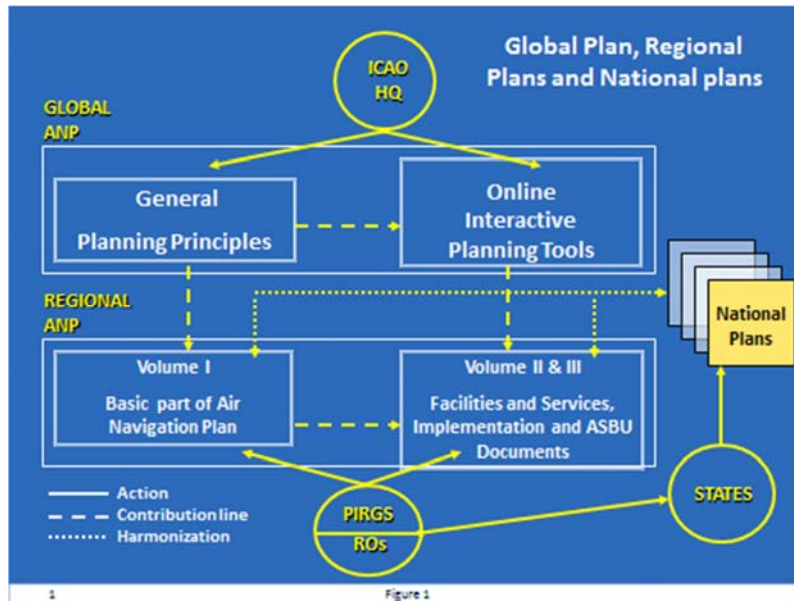 Global Plan, Regional
Plans and National plans
ICAO
HQ
GLOBAL
ANP
General
Planning Principles
Online
Interactive
Planning Tools
REGIONAL
ANP
National
Plans
Volume I
Basic part of Air
Navigation Plan
Volume II & III
Facilities and Services,
Implementation and ASBU
Documents
Action
Contribution line
Harmonization
PIRGS
ROs
STATES
1
Figure 1